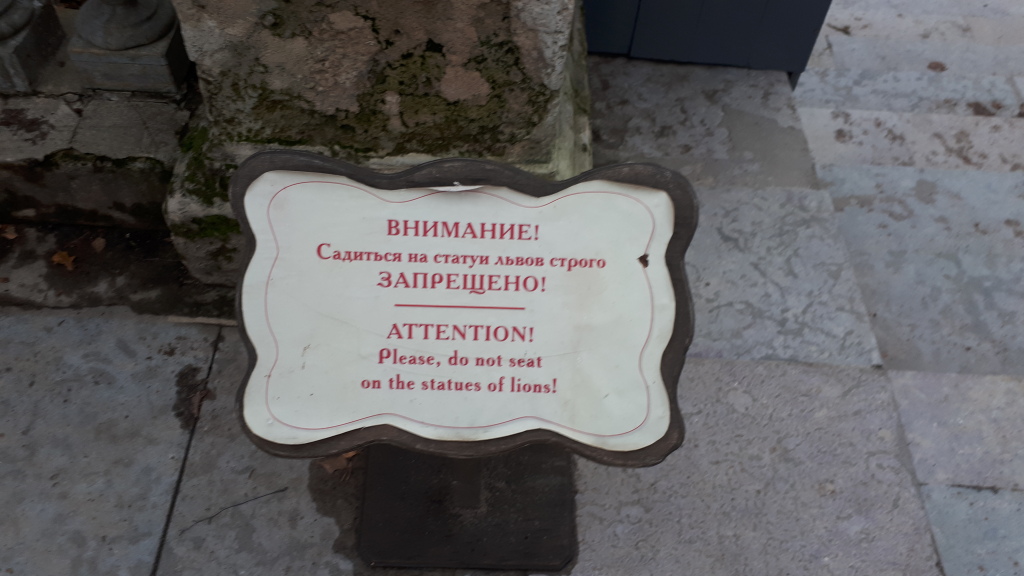 ВНИМАНИЕ!
Садиться на статуи львов строго
ЗАПРЕЩЕНО!
ATTENTION!
Please, do not seat
on the statues of lions!